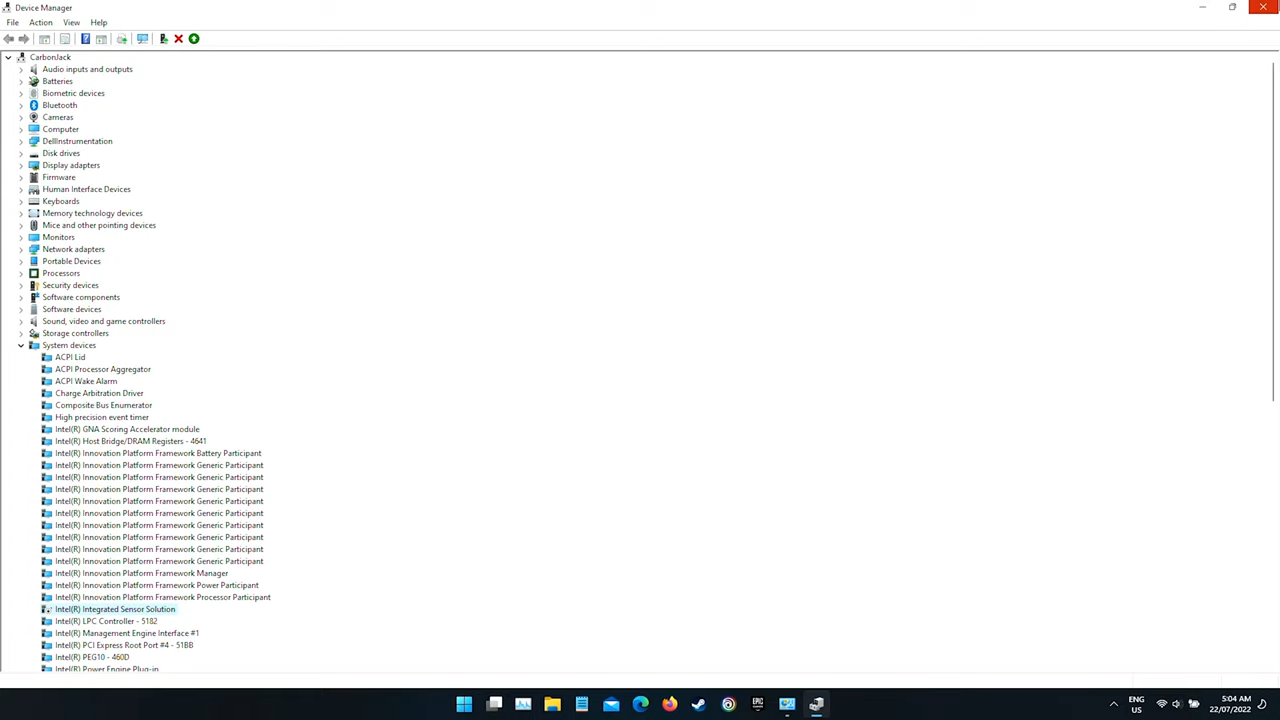 Device Manager
File Action View Help
CarbonJack
Audio inputs and outputs
Batteries
Biometric devices
Bluetooth
Cameras
Computer
DellInstrumentation
Disk drives
Display adapters
Firmware
Human Interface Devices
Keyboards
Memory technology devices
Mice and other pointing devices
Monitors
Network adapters
Portable Devices
Processors
Security devices
Software components
Software devices
Sound, video and game controllers
Storage controllers
System devices
ACPI Lid
ACPI Processor Aggregator
ACPI Wake Alarm
Charge Arbitration Driver
Composite Bus Enumerator
High precision event timer
Intel(R) GNA Scoring Accelerator module
Intel(R) Host Bridge/DRAM Registers - 4641
Intel(R) Innovation Platform Framework Battery Participant
Intel(R) Innovation Platform Framework Generic Participant
Intel(R) Innovation Platform Framework Generic Participant
Intel(R) Innovation Platform Framework Generic Participant
Intel(R) Innovation Platform Framework Generic Participant
Intel(R) Innovation Platform Framework Generic Participant
Intel(R) Innovation Platform Framework Generic Participant
Intel(R) Innovation Platform Framework Generic Participant
Intel(R) Innovation Platform Framework Generic Participant
Intel(R) Innovation Platform Framework Generic Participant
Intel(R) Innovation Platform Framework Manager
Intel(R) Innovation Platform Framework Power Participant
Intel(R) Innovation Platform Framework Processor Participant
Intel(R) Integrated Sensor Solution
Intel(R) LPC Controller - 5182
Intel(R) Management Engine Interface #1
Intel(R) PCI Express Root Port #4 - 51BB
Intel(R) PEG10 - 460D
Intel(R) Power Engine Plug-in
EPIC
ENG
US
5:04 AM
22/07/2022